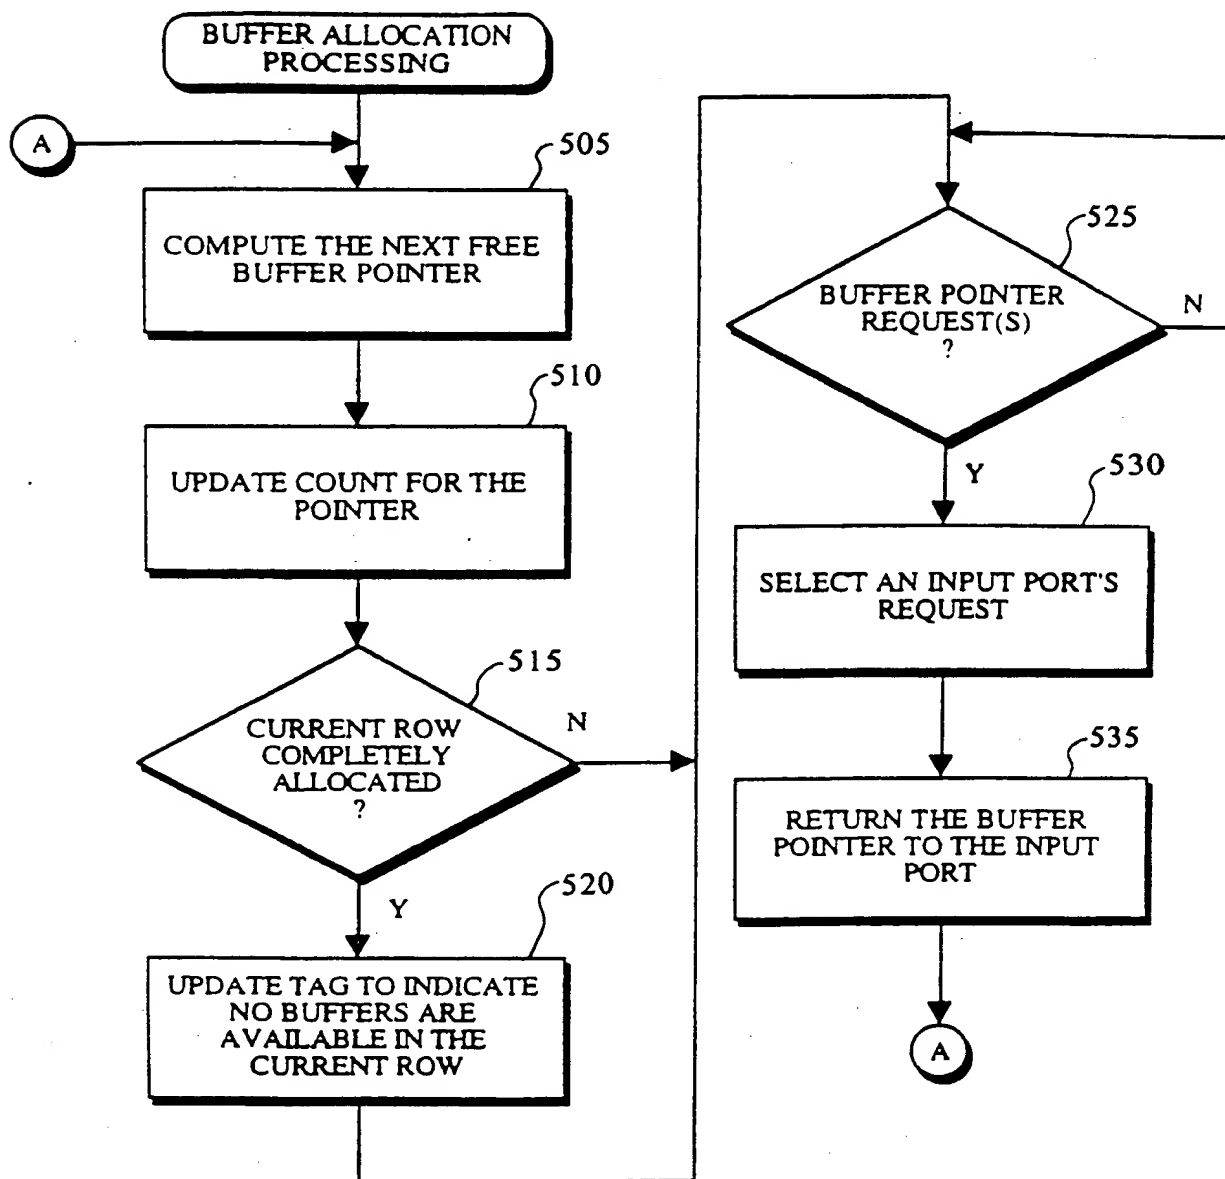 BUFFER ALLOCATION
PROCESSING
A
505
COMPUTE THE NEXT FREE
BUFFER POINTER
510
UPDATE COUNT FOR THE
POINTER
515
CURRENT ROW
COMPLETELY
ALLOCATED
?
N
Y
520
UPDATE TAG TO INDICATE
NO BUFFERS ARE
AVAILABLE IN THE
CURRENT ROW
525
BUFFER POINTER
REQUEST(S)
?
N
Y
530
SELECT AN INPUT PORT'S
REQUEST
535
RETURN THE BUFFER
POINTER TO THE INPUT
PORT
A